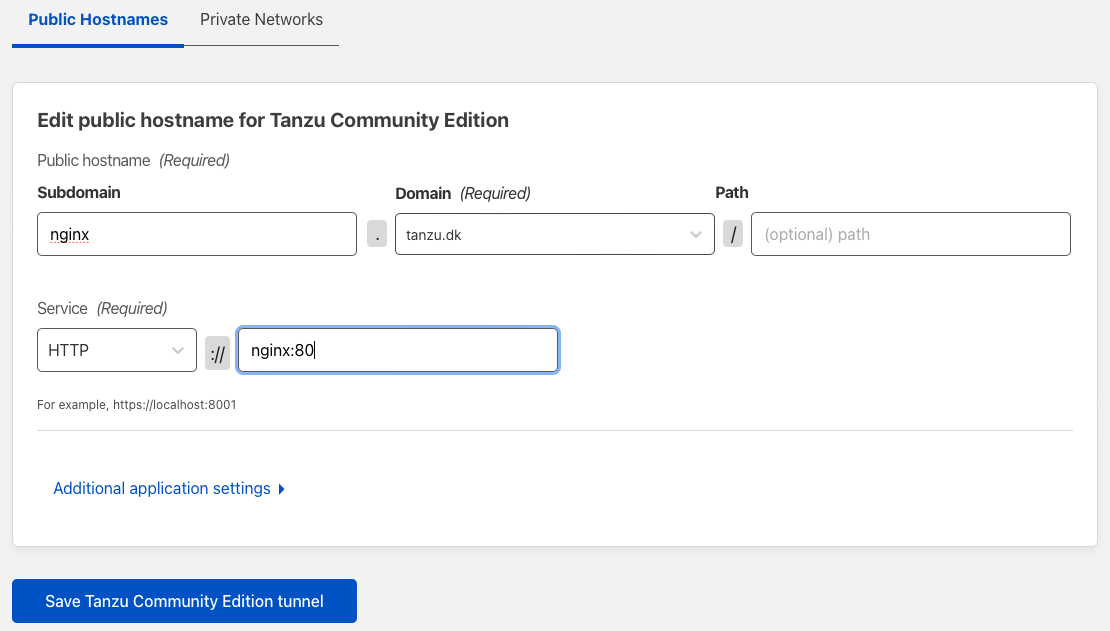 Public Hostnames Private Networks
Edit public hostname for Tanzu Community Edition
Public hostname (Required)
Subdomain Domain (Required) Path
nginx . tanzu.dk / (optional) path
Service (Required)
HTTP :// nginx:80
For example, https://localhost:8001
Additional application settings
Save Tanzu Community Edition tunnel